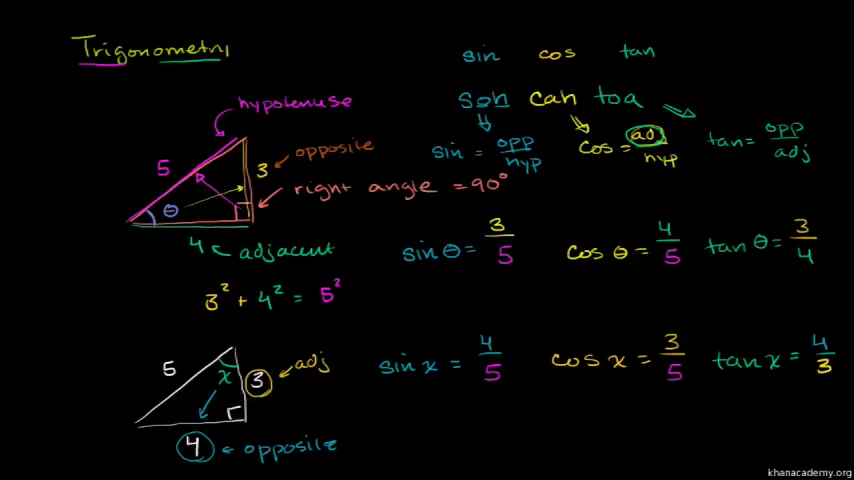 Trigonometry
sin cos tan
hypotenuse
soh cah toa
5
3
opposite
sin = opp/hyp
cos = adj/hyp
tan = opp/adj
θ
right angle = 90°
4 adjacent
sin θ = 3/5
cos θ = 4/5
tan θ = 3/4
3² + 4² = 5²
5
x
3
adj
sin x = 4/5
cos x = 3/5
tan x = 4/3
4 opposite
khanacademy.org